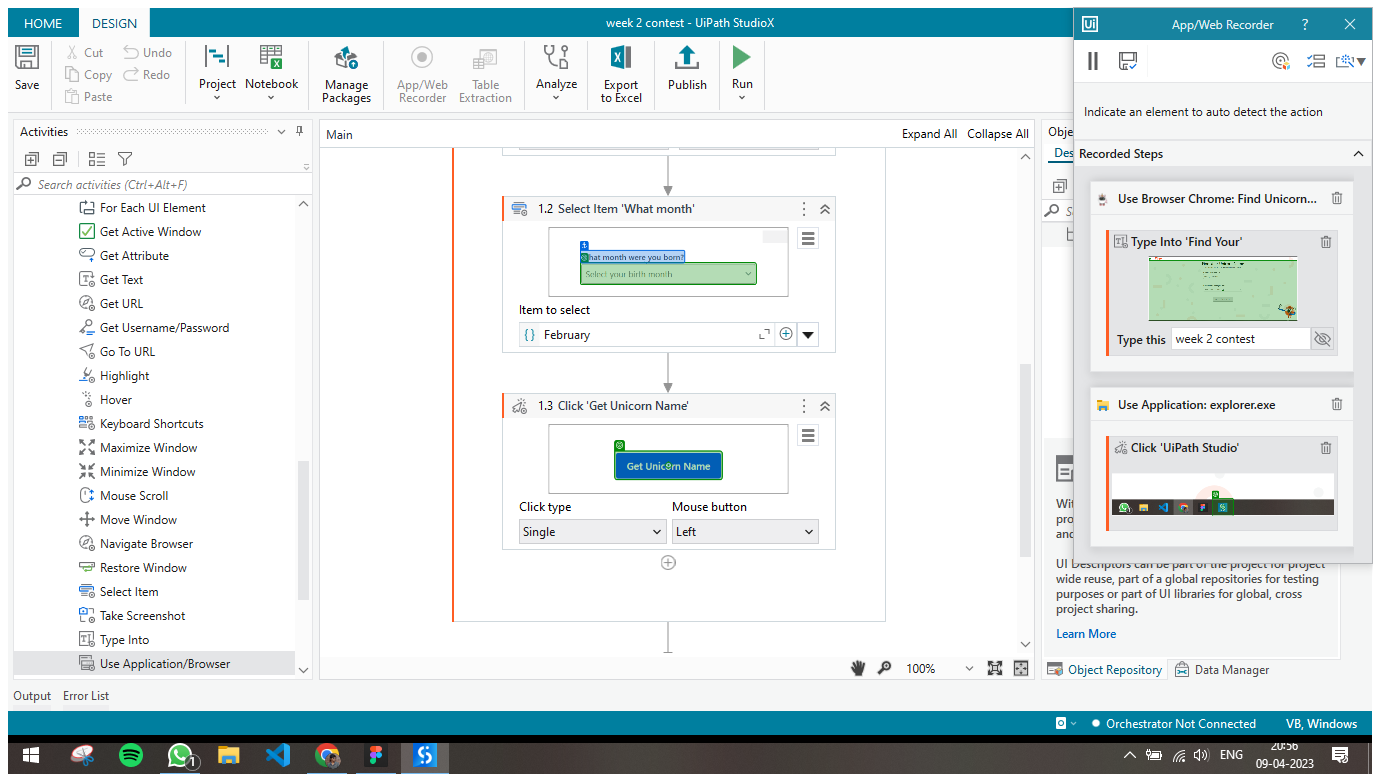 HOME
DESIGN
week 2 contest - UiPath StudioX
Save
Cut
Copy
Paste
Undo
Redo
Project
Notebook
Manage
Packages
App/Web
Recorder
Table
Extraction
Analyze
Export
to Excel
Publish
Run
Activities
Search activities (Ctrl+Alt+F)
For Each UI Element
Get Active Window
Get Attribute
Get Text
Get URL
Get Username/Password
Go To URL
Highlight
Hover
Keyboard Shortcuts
Maximize Window
Minimize Window
Mouse Scroll
Move Window
Navigate Browser
Restore Window
Select Item
Take Screenshot
Type Into
Use Application/Browser
Output
Error List
Main
Expand All
Collapse All
1.2 Select Item 'What month'
hat month were you born?
Select your birth month
Item to select
{ } February
1.3 Click 'Get Unicorn Name'
Get Unicorn Name
Click type
Mouse button
Single
Left
100%
Obje
Des
Ui
App/Web Recorder
?
Indicate an element to auto detect the action
Recorded Steps
Use Browser Chrome: Find Unicorn...
Type Into 'Find Your'
Type this
week 2 contest
Use Application: explorer.exe
Click 'UiPath Studio'
Wit
pro
and
UI Descriptors can be part of the project for project
wide reuse, part of a global repositories for testing
purposes or part of UI libraries for global, cross
project sharing.
Learn More
Object Repository
Data Manager
Orchestrator Not Connected
VB, Windows
1
ENG
20:56
09-04-2023